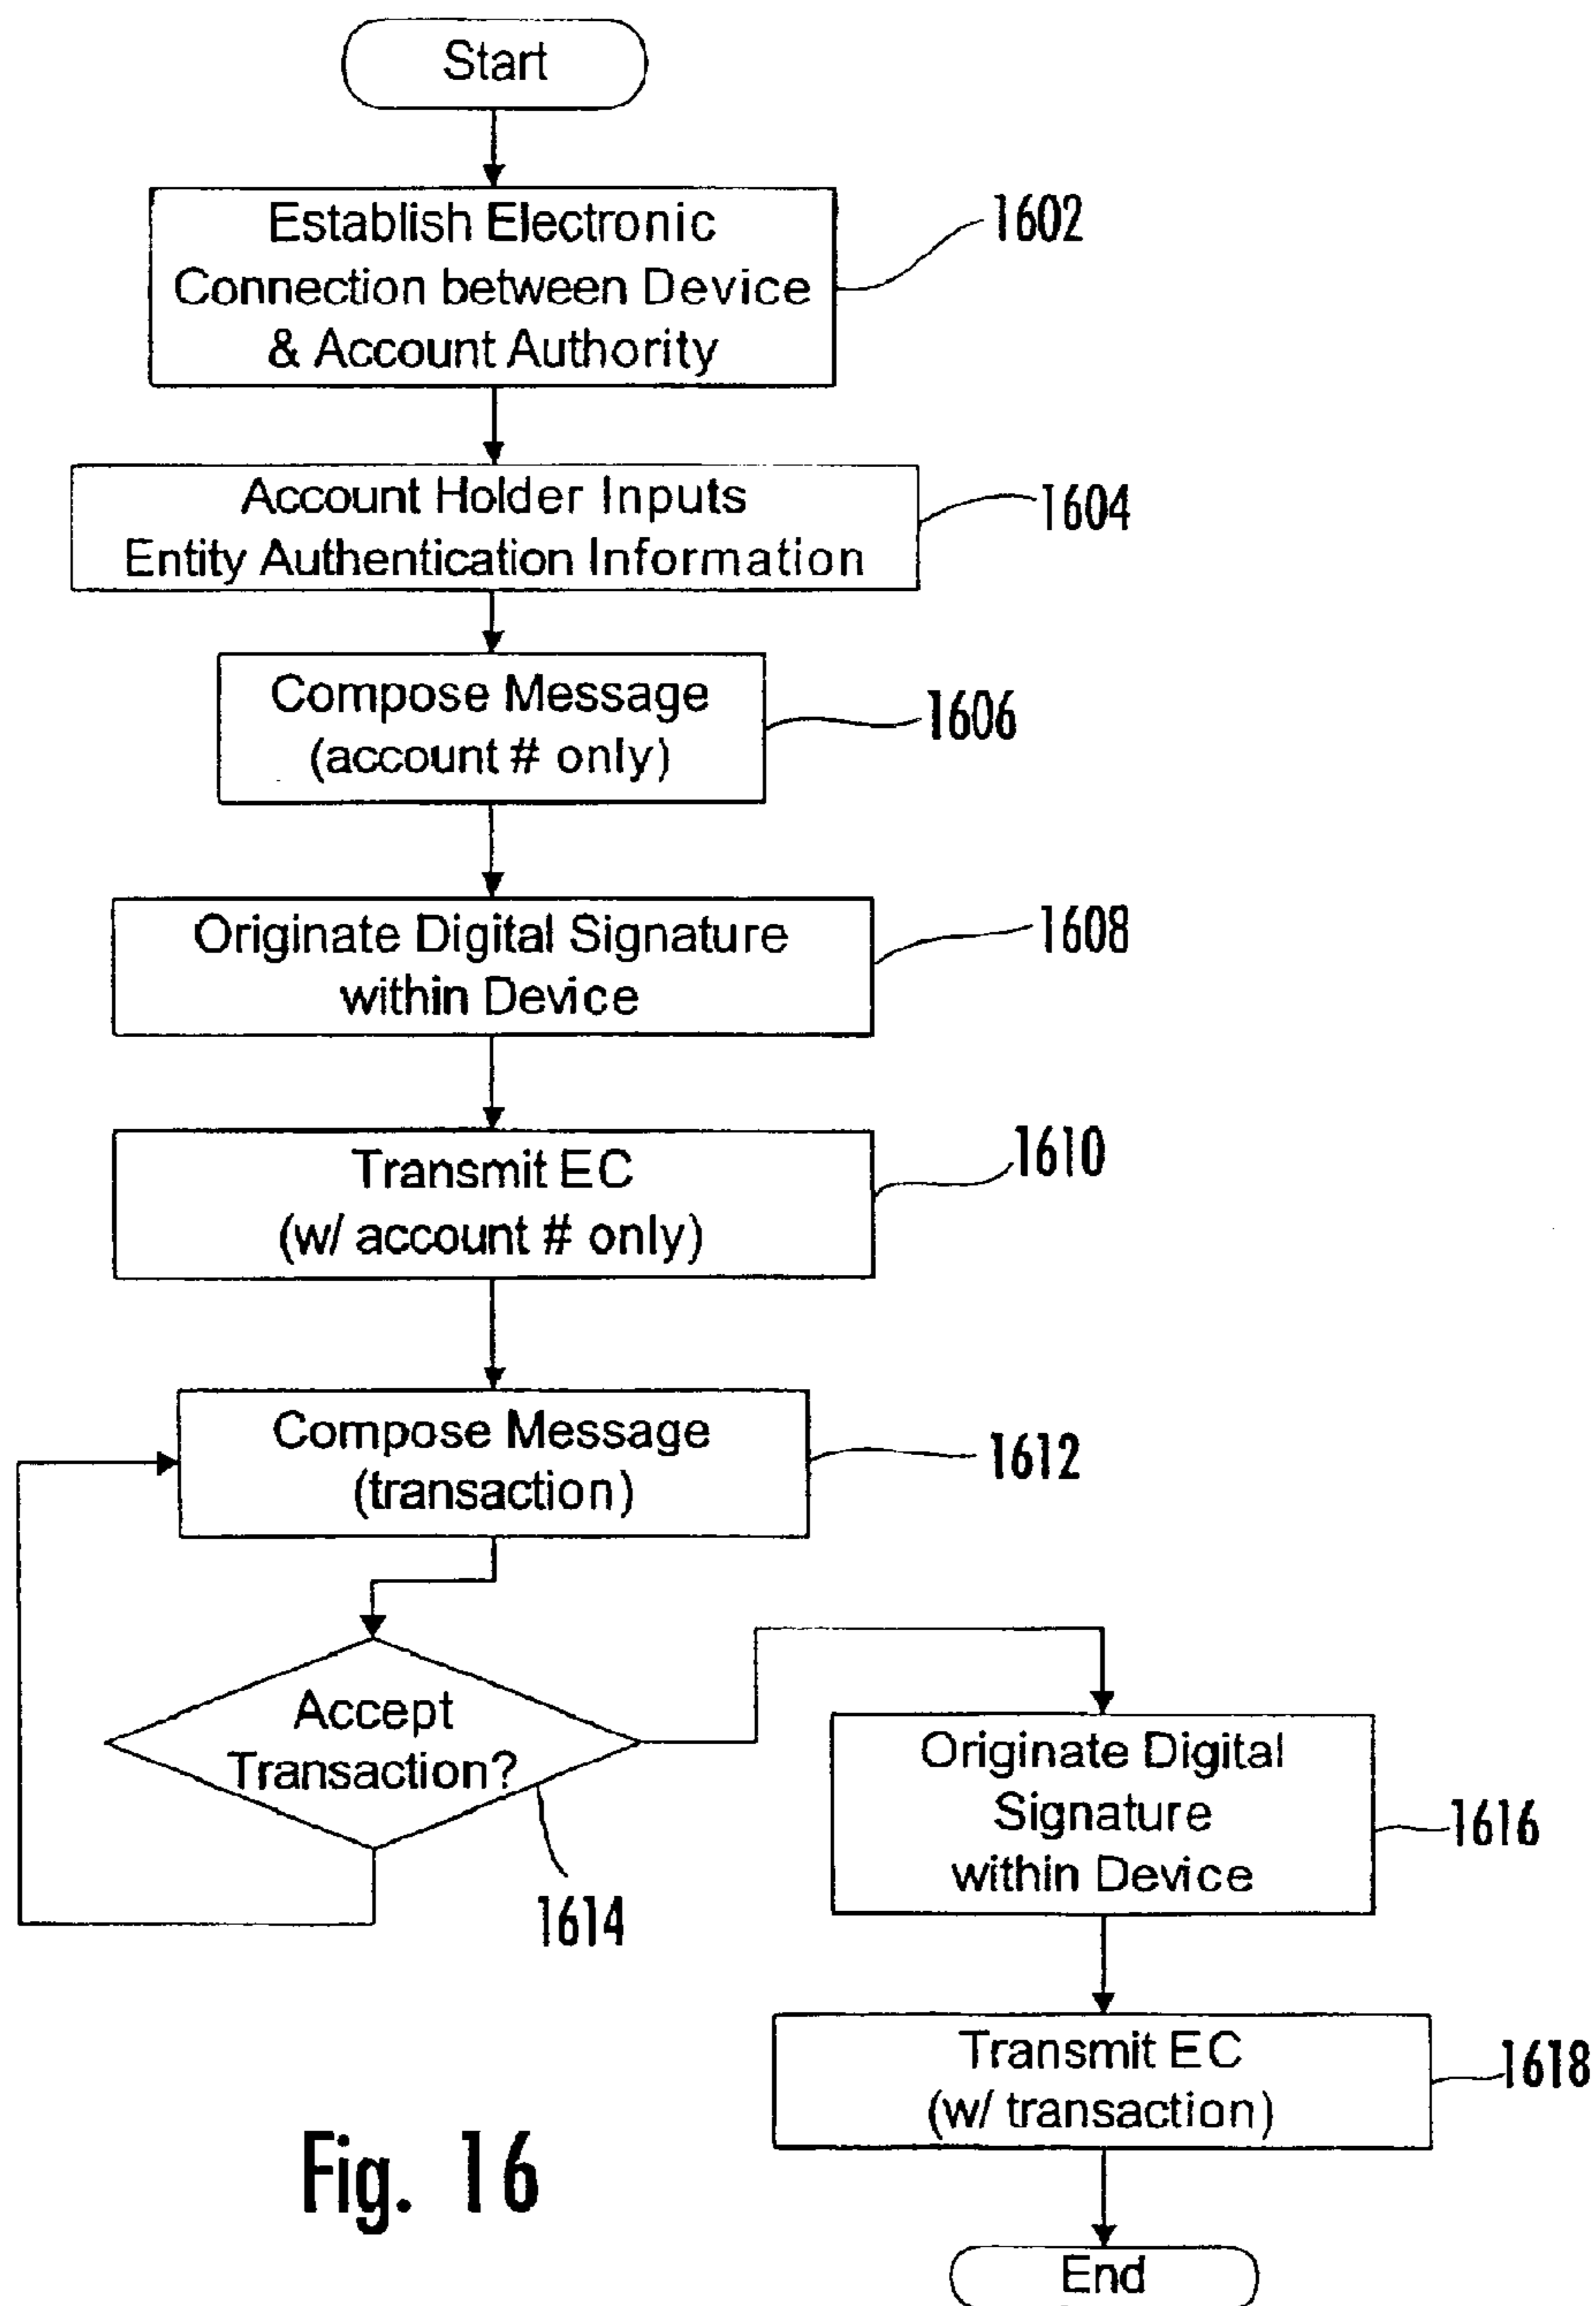 Start
Establish Electronic
Connection between Device
& Account Authority
1602
Account Holder Inputs
Entity Authentication Information
1604
Compose Message
(account # only)
1606
Originate Digital Signature
within Device
1608
Transmit EC
(w/ account # only)
1610
Compose Message
(transaction)
1612
Accept
Transaction?
1614
Originate Digital
Signature
within Device
1616
Transmit EC
(w/ transaction)
1618
End
Fig. 16